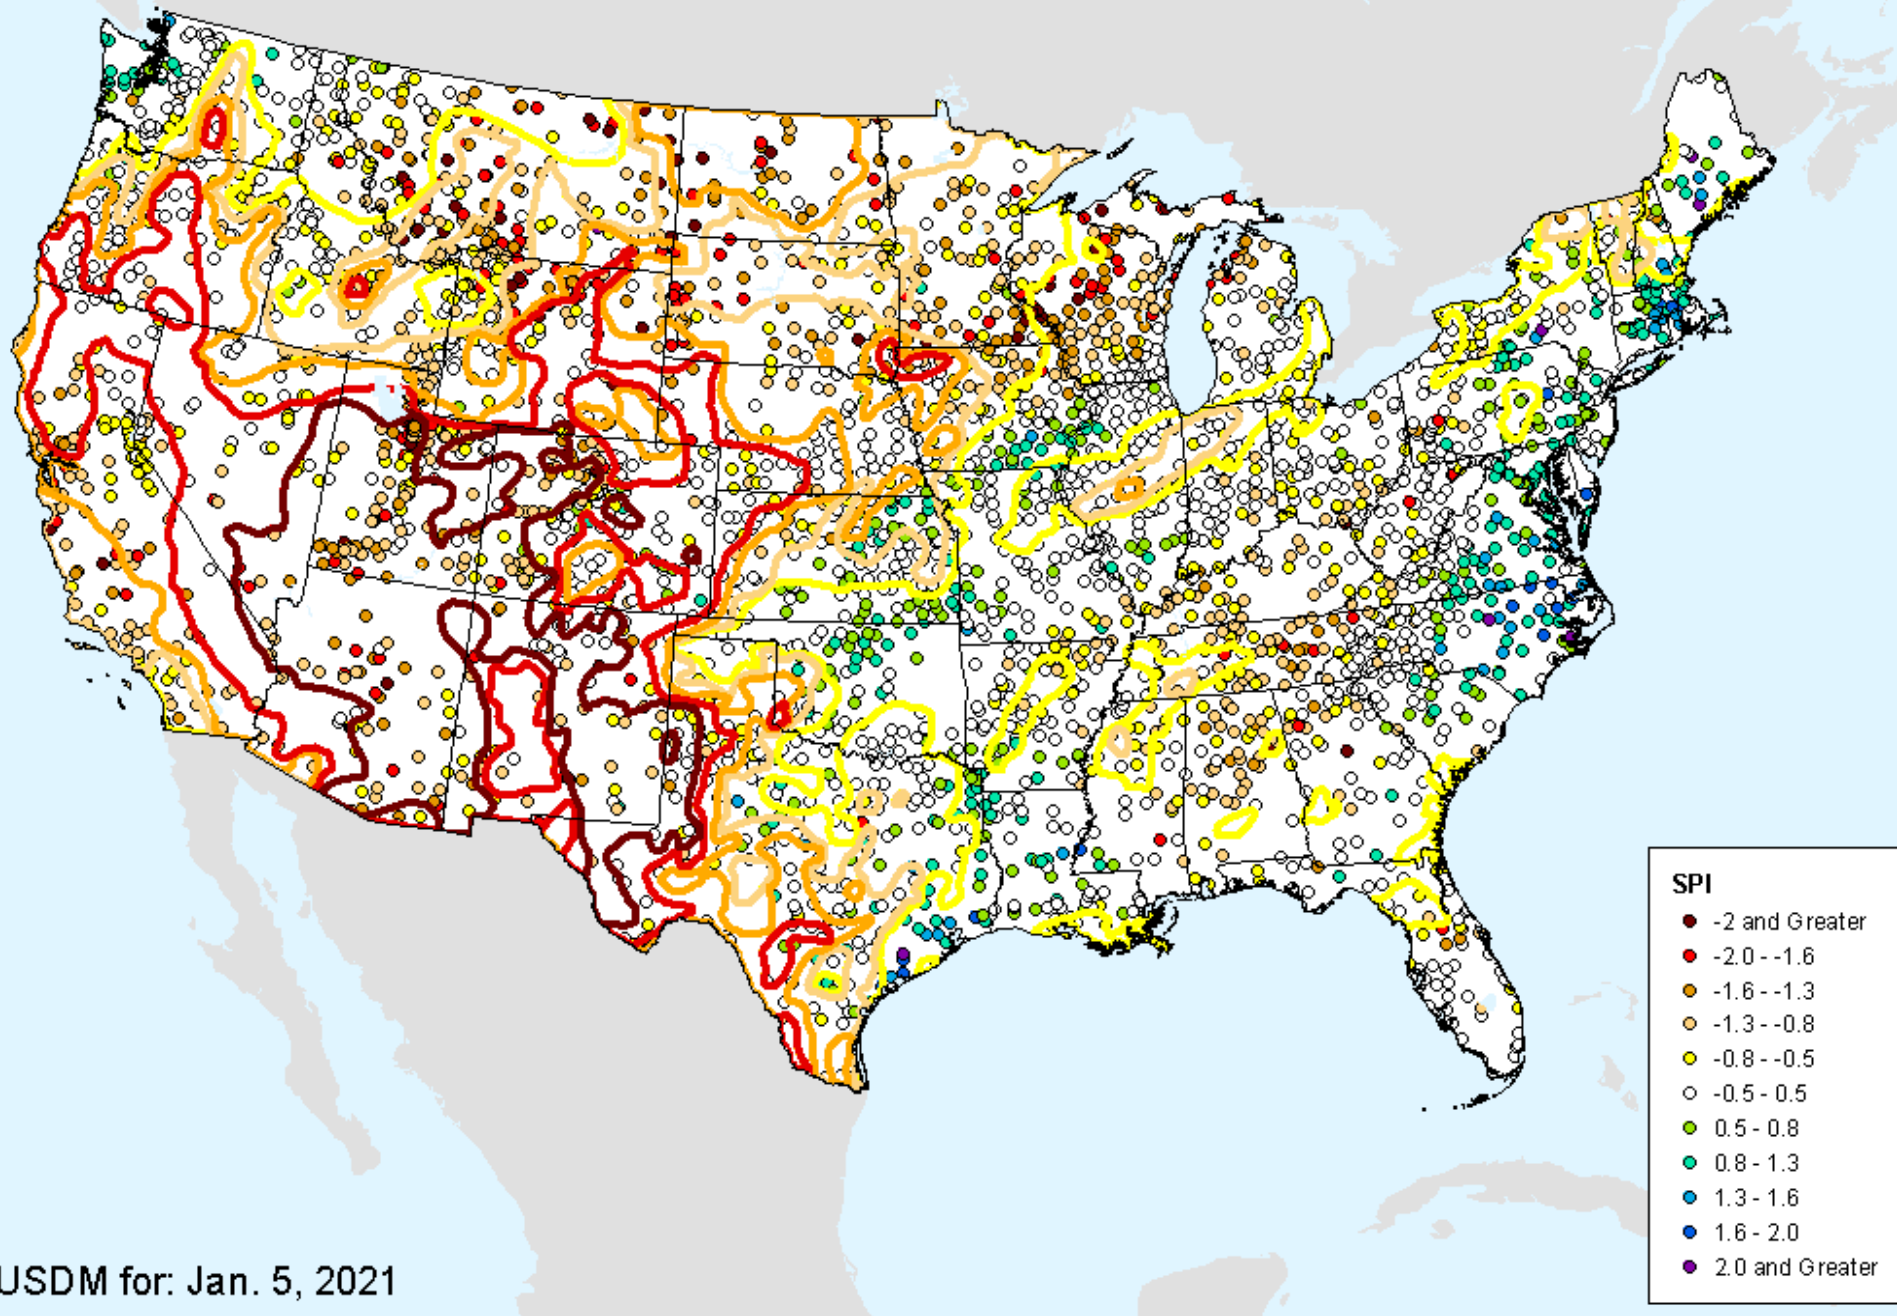 SPI
-2 and Greater
-2.0 - -1.6
-1.6 - -1.3
-1.3 - -0.8
-0.8 - -0.5
-0.5 - 0.5
0.5 - 0.8
0.8 - 1.3
1.3 - 1.6
1.6 - 2.0
2.0 and Greater
USDM for: Jan. 5, 2021